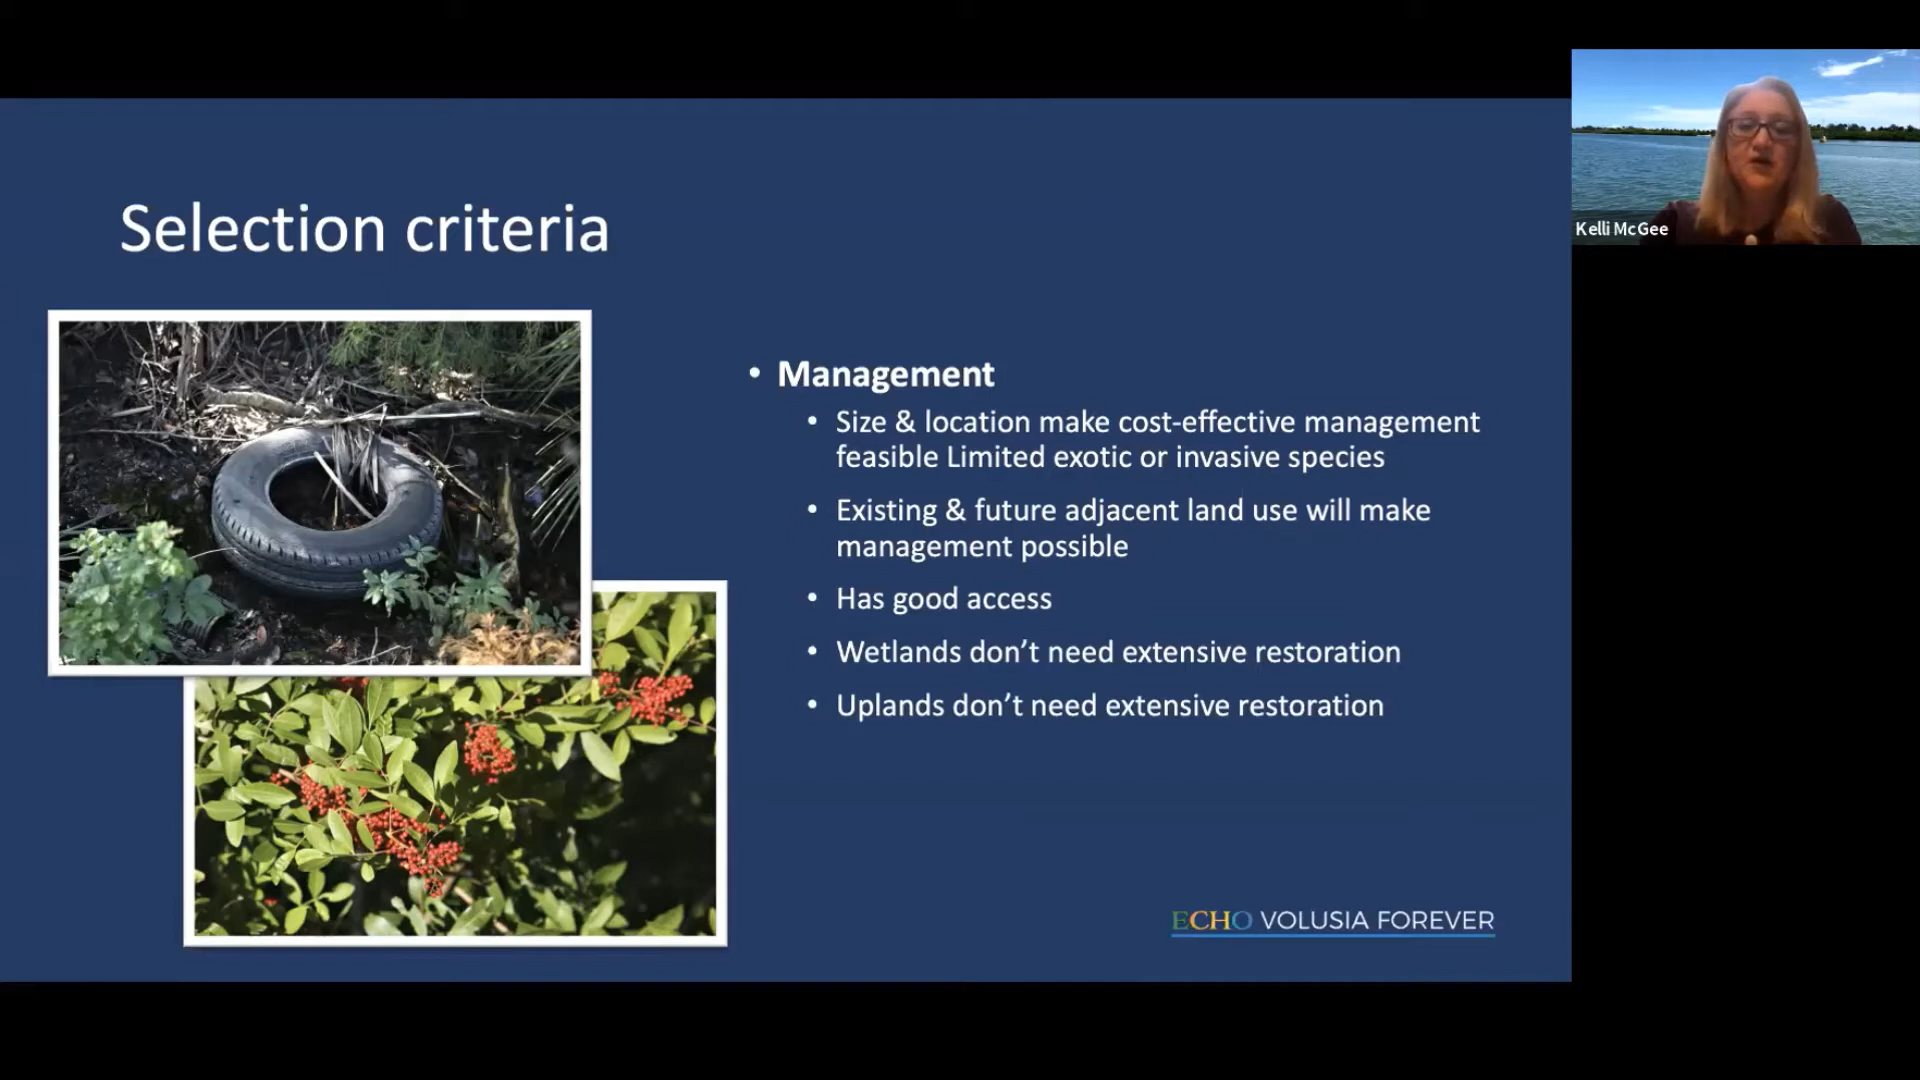 Selection criteria
• Management
• Size & location make cost-effective management
feasible Limited exotic or invasive species
• Existing & future adjacent land use will make
management possible
• Has good access
• Wetlands don’t need extensive restoration
• Uplands don’t need extensive restoration
ECHO VOLUSIA FOREVER
Kelli McGee